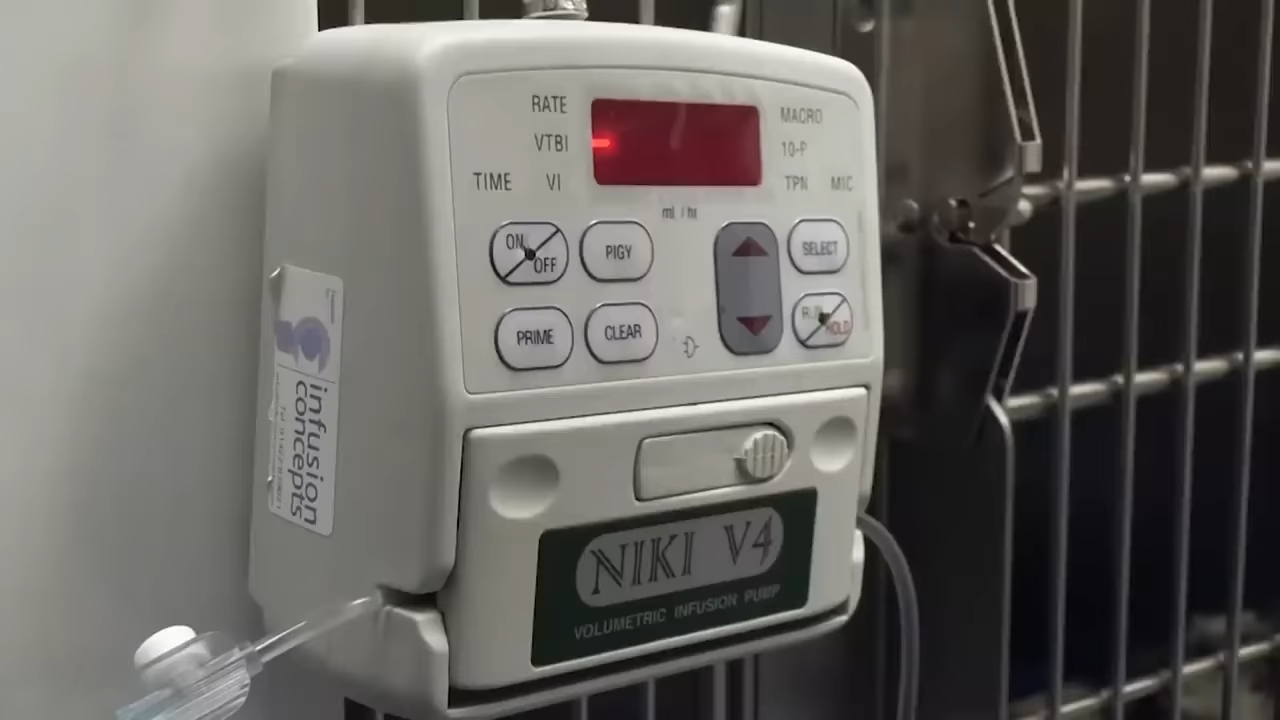 RATE
VTBI
TIME VI
MACRO
10-P
TPN MIC
ml / hr
ON
OFF
PIGY
SELECT
PRIME
CLEAR
RUN
HOLD
infusion
concepts
NIKI V4
VOLUMETRIC INFUSION PUMP